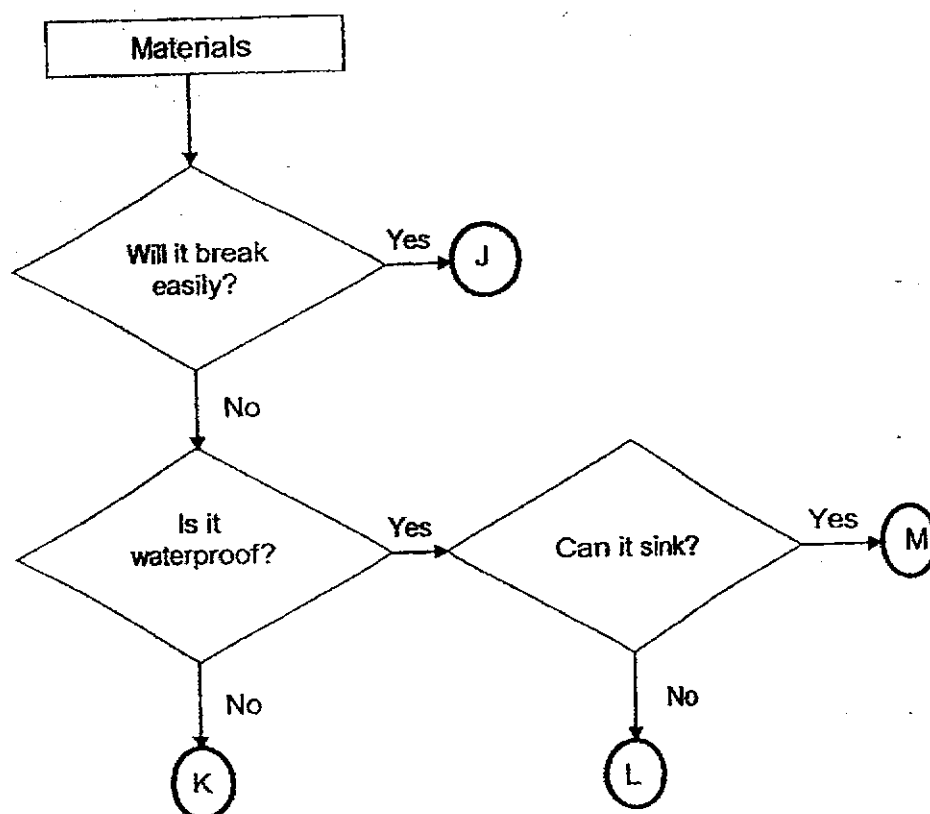 Materials
Will it break
easily?
Yes
J
No
Is it
waterproof?
Yes
Can it sink?
Yes
M
No
K
No
L